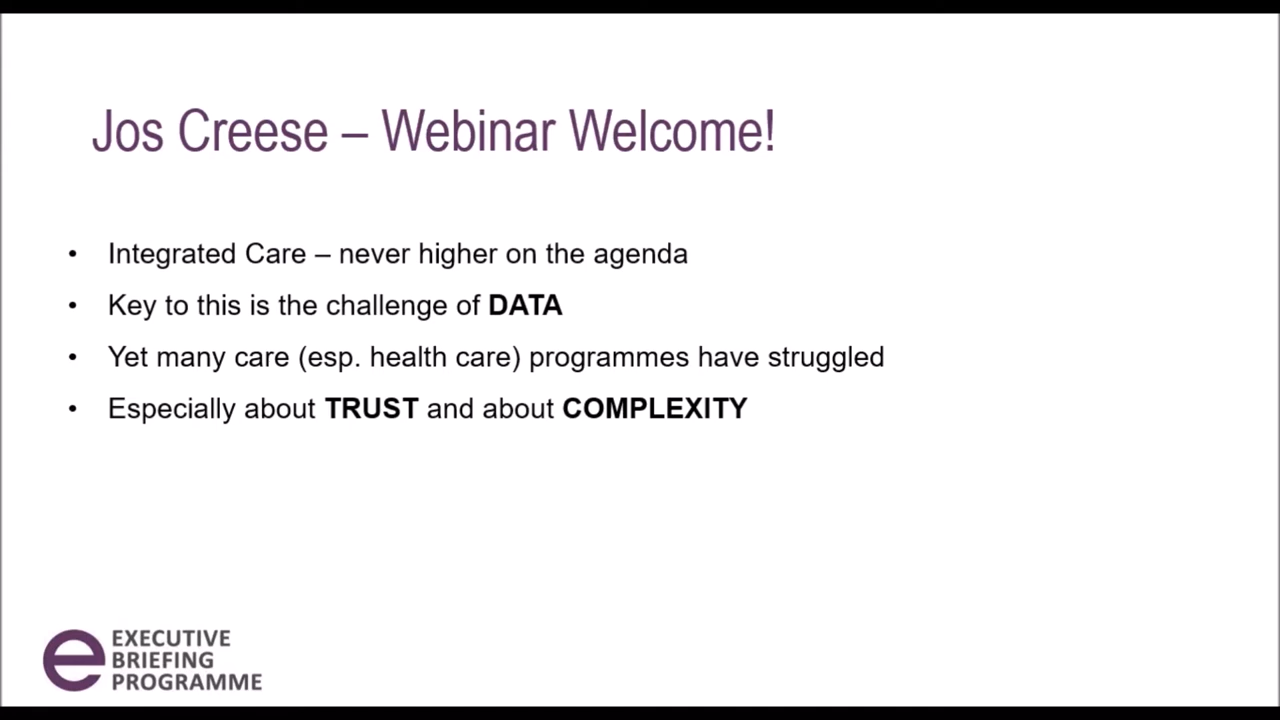 Jos Creese – Webinar Welcome!
• Integrated Care – never higher on the agenda
• Key to this is the challenge of DATA
• Yet many care (esp. health care) programmes have struggled
• Especially about TRUST and about COMPLEXITY
e
EXECUTIVE
BRIEFING
PROGRAMME